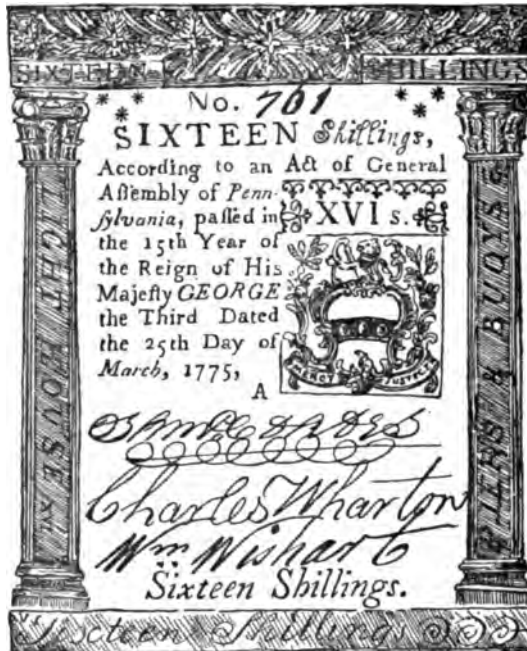 SIXTEEN SHILLINGS
No. 701
SIXTEEN Shillings,
According to an Act of General
Aſſembly of Penn-
ſylvania, paſſed in
the 15th Year of
the Reign of His
Majeſty GEORGE
the Third Dated
the 25th Day of
March, 1775,
A
XVI s.
MERCY JUSTICE
LIGHT HOUSE
PIERS & BUOYS
Charles Wharton
Wm Wishart
Sixteen Shillings.
Sixteen Shillings